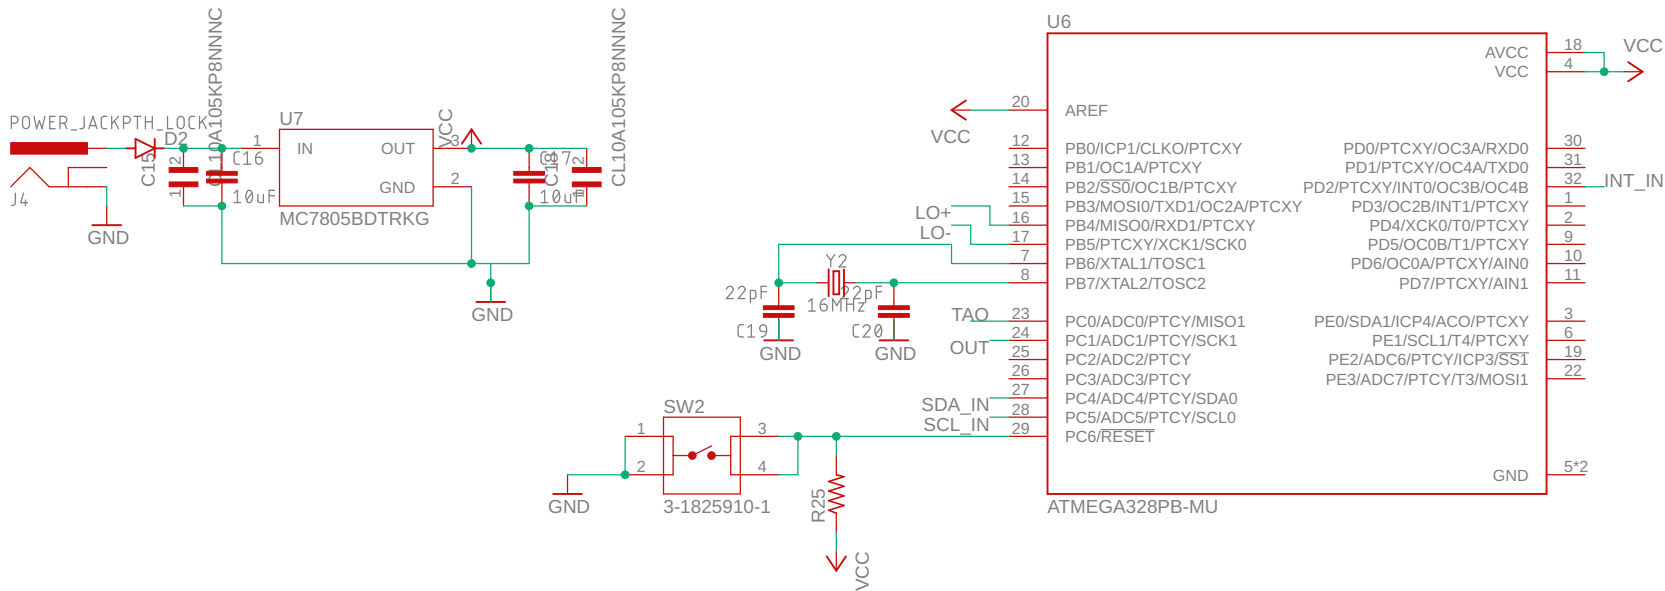 POWER_JACKPTH_LOCK
J4
GND
D2
C15
2
1
CL10A105KP8NNNC
C16
10uF
U7
1
IN
OUT
GND
3
2
VCC
MC7805BDTRKG
GND
C18
10uF
C17
2
1
CL10A105KP8NNNC
U6
AVCC
18
VCC
4
VCC
VCC
20
AREF
12
PB0/ICP1/CLKO/PTCXY
13
PB1/OC1A/PTCXY
14
PB2/SS0/OC1B/PTCXY
15
PB3/MOSI0/TXD1/OC2A/PTCXY
LO+
16
PB4/MISO0/RXD1/PTCXY
LO-
17
PB5/PTCXY/XCK1/SCK0
7
PB6/XTAL1/TOSC1
8
PB7/XTAL2/TOSC2
TAO
23
PC0/ADC0/PTCY/MISO1
OUT
24
PC1/ADC1/PTCY/SCK1
25
PC2/ADC2/PTCY
26
PC3/ADC3/PTCY
SDA_IN
27
PC4/ADC4/PTCY/SDA0
SCL_IN
28
PC5/ADC5/PTCY/SCL0
29
PC6/RESET
PD0/PTCXY/OC3A/RXD0
30
PD1/PTCXY/OC4A/TXD0
31
PD2/PTCXY/INT0/OC3B/OC4B
32
INT_IN
PD3/OC2B/INT1/PTCXY
1
PD4/XCK0/T0/PTCXY
2
PD5/OC0B/T1/PTCXY
9
PD6/OC0A/PTCXY/AIN0
10
PD7/PTCXY/AIN1
11
PE0/SDA1/ICP4/ACO/PTCXY
3
PE1/SCL1/T4/PTCXY
6
PE2/ADC6/PTCY/ICP3/SS1
19
PE3/ADC7/PTCY/T3/MOSI1
22
GND
5*2
ATMEGA328PB-MU
Y2
16MHz
22pF
C19
GND
22pF
C20
GND
SW2
1
2
3
4
3-1825910-1
GND
R25
VCC